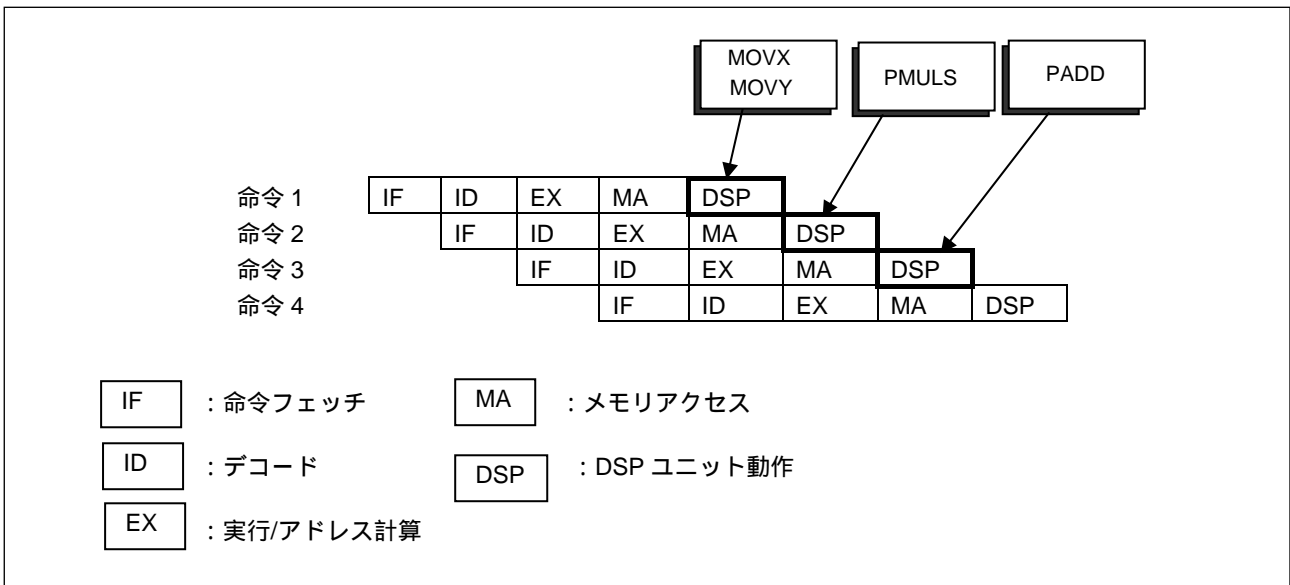 MOVX
MOVY
PMULS
PADD
命令 1 IF ID EX MA DSP
命令 2 IF ID EX MA DSP
命令 3 IF ID EX MA DSP
命令 4 IF ID EX MA DSP
IF :命令フェッチ MA :メモリアクセス
ID :デコード DSP :DSP ユニット動作
EX :実行/アドレス計算